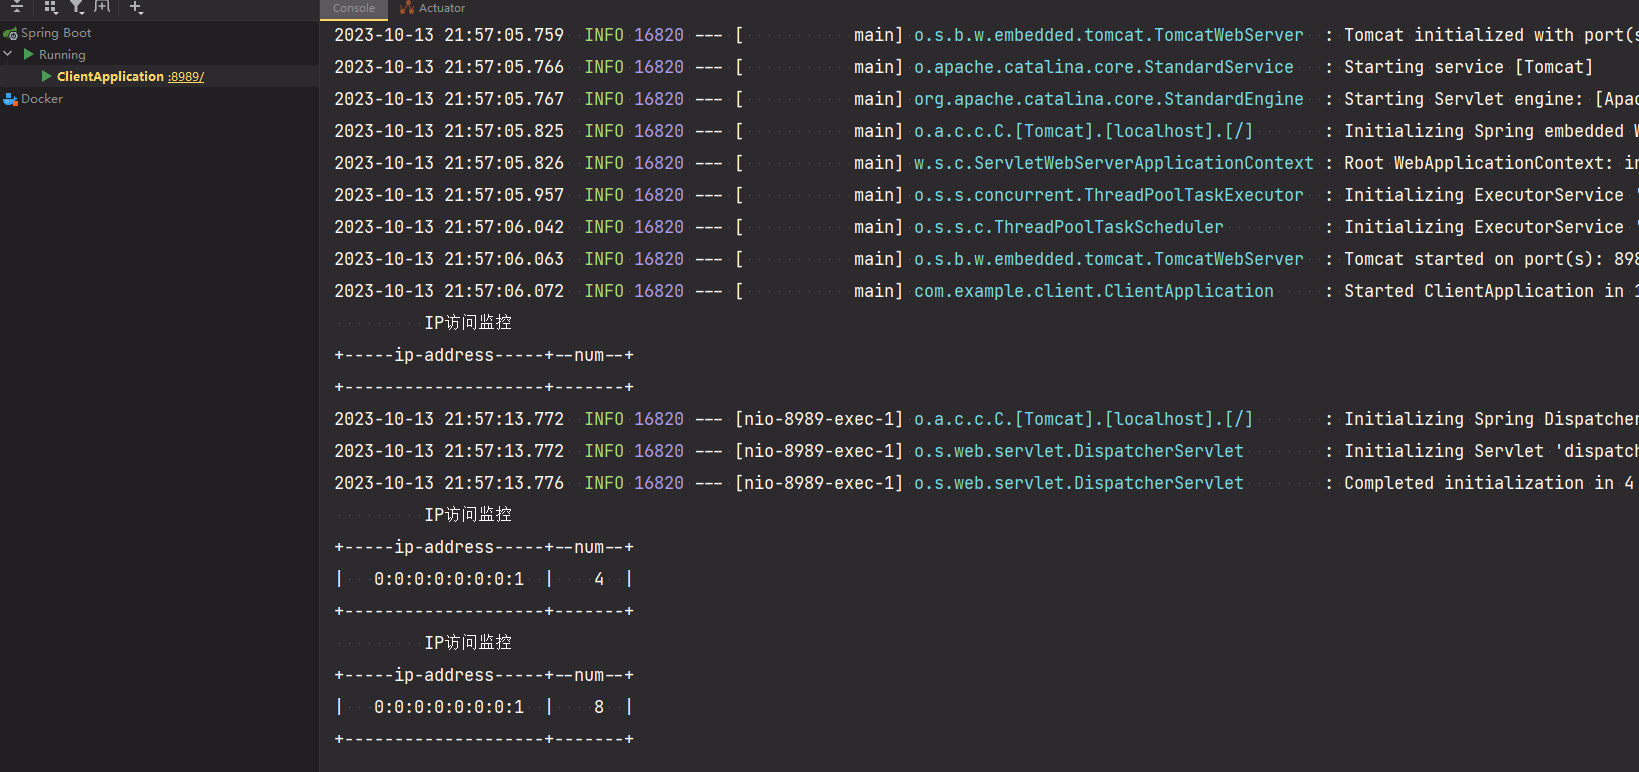 Console
Actuator
Spring Boot
Running
ClientApplication :8989/
Docker
2023-10-13 21:57:05.759 INFO 16820 --- [ main] o.s.b.w.embedded.tomcat.TomcatWebServer : Tomcat initialized with port(s
2023-10-13 21:57:05.766 INFO 16820 --- [ main] o.apache.catalina.core.StandardService : Starting service [Tomcat]
2023-10-13 21:57:05.767 INFO 16820 --- [ main] org.apache.catalina.core.StandardEngine : Starting Servlet engine: [Apac
2023-10-13 21:57:05.825 INFO 16820 --- [ main] o.a.c.c.C.[Tomcat].[localhost].[/] : Initializing Spring embedded W
2023-10-13 21:57:05.826 INFO 16820 --- [ main] w.s.c.ServletWebServerApplicationContext : Root WebApplicationContext: in
2023-10-13 21:57:05.957 INFO 16820 --- [ main] o.s.s.concurrent.ThreadPoolTaskExecutor : Initializing ExecutorService '
2023-10-13 21:57:06.042 INFO 16820 --- [ main] o.s.s.c.ThreadPoolTaskScheduler : Initializing ExecutorService '
2023-10-13 21:57:06.063 INFO 16820 --- [ main] o.s.b.w.embedded.tomcat.TomcatWebServer : Tomcat started on port(s): 898
2023-10-13 21:57:06.072 INFO 16820 --- [ main] com.example.client.ClientApplication : Started ClientApplication in 1
IP访问监控
+-----ip-address-----+--num--+
+--------------------+-------+
2023-10-13 21:57:13.772 INFO 16820 --- [nio-8989-exec-1] o.a.c.c.C.[Tomcat].[localhost].[/] : Initializing Spring Dispatcher
2023-10-13 21:57:13.772 INFO 16820 --- [nio-8989-exec-1] o.s.web.servlet.DispatcherServlet : Initializing Servlet 'dispatch
2023-10-13 21:57:13.776 INFO 16820 --- [nio-8989-exec-1] o.s.web.servlet.DispatcherServlet : Completed initialization in 4
IP访问监控
+-----ip-address-----+--num--+
| 0:0:0:0:0:0:0:1 | 4 |
+--------------------+-------+
IP访问监控
+-----ip-address-----+--num--+
| 0:0:0:0:0:0:0:1 | 8 |
+--------------------+-------+